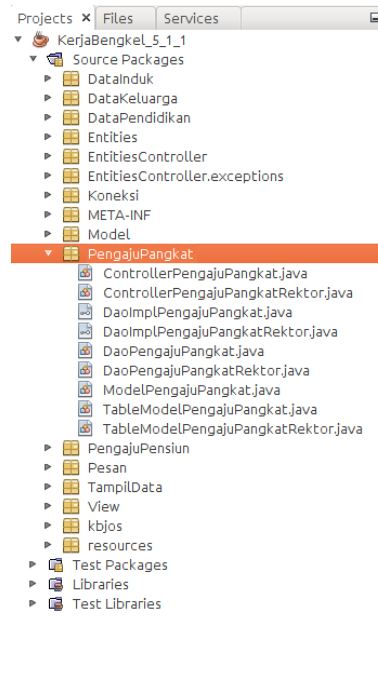 Projects × Files Services
KerjaBengkel_5_1_1
Source Packages
DataInduk
DataKeluarga
DataPendidikan
Entities
EntitiesController
EntitiesController.exceptions
Koneksi
META-INF
Model
PengajuPangkat
ControllerPengajuPangkat.java
ControllerPengajuPangkatRektor.java
DaoImplPengajuPangkat.java
DaoImplPengajuPangkatRektor.java
DaoPengajuPangkat.java
DaoPengajuPangkatRektor.java
ModelPengajuPangkat.java
TableModelPengajuPangkat.java
TableModelPengajuPangkatRektor.java
PengajuPensiun
Pesan
TampilData
View
kbjos
resources
Test Packages
Libraries
Test Libraries